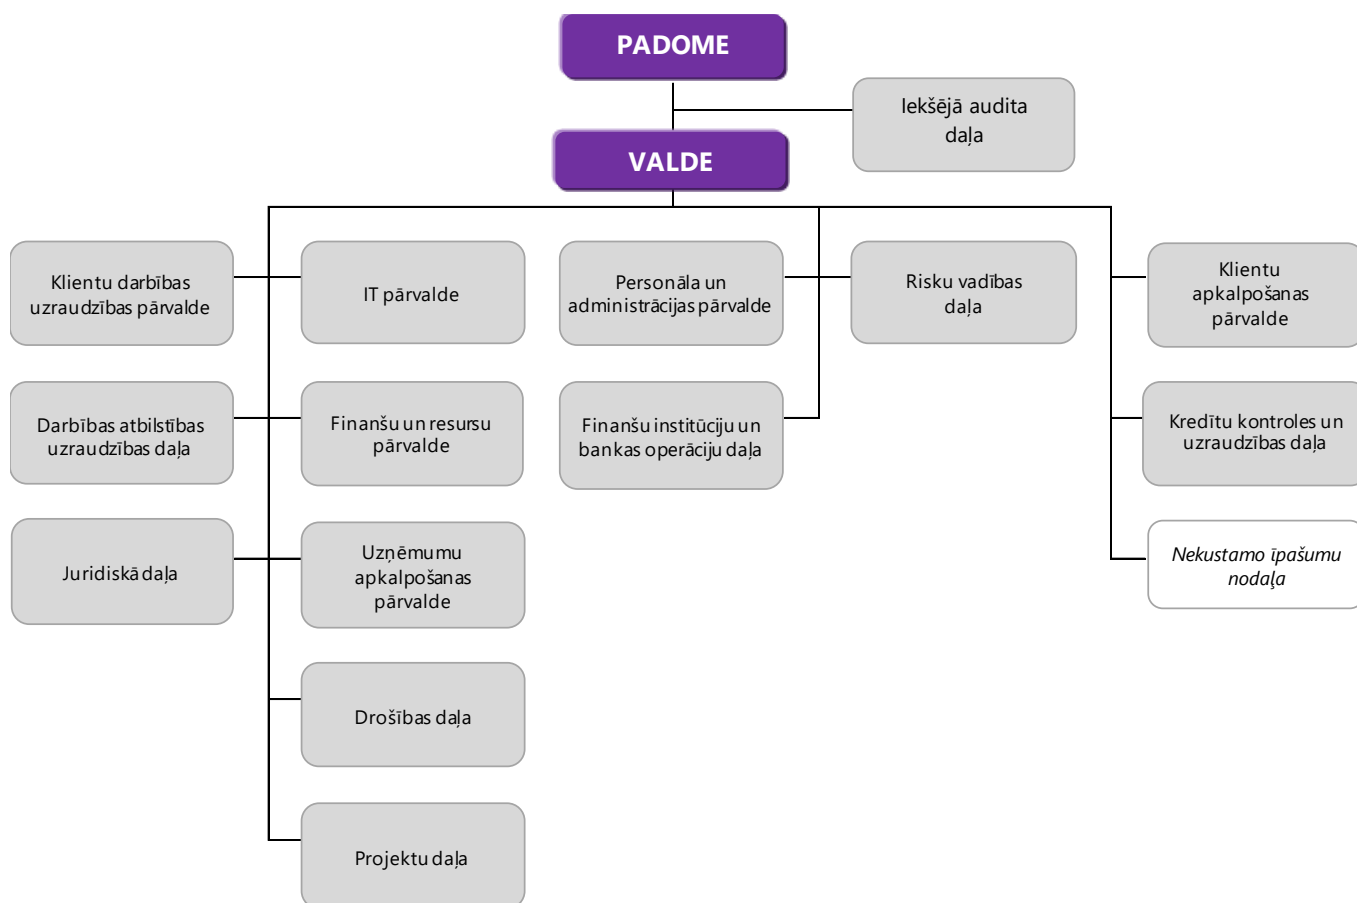 PADOME
Iekšējā audita
daļa
VALDE
Klientu darbības
uzraudzības pārvalde
IT pārvalde
Personāla un
administrācijas pārvalde
Risku vadības
daļa
Klientu
apkalpošanas
pārvalde
Darbības atbilstības
uzraudzības daļa
Finanšu un resursu
pārvalde
Finanšu institūciju un
bankas operāciju daļa
Kredītu kontroles un
uzraudzības daļa
Juridiskā daļa
Uzņēmumu
apkalpošanas
pārvalde
Nekustamo īpašumu
nodaļa
Drošības daļa
Projektu daļa